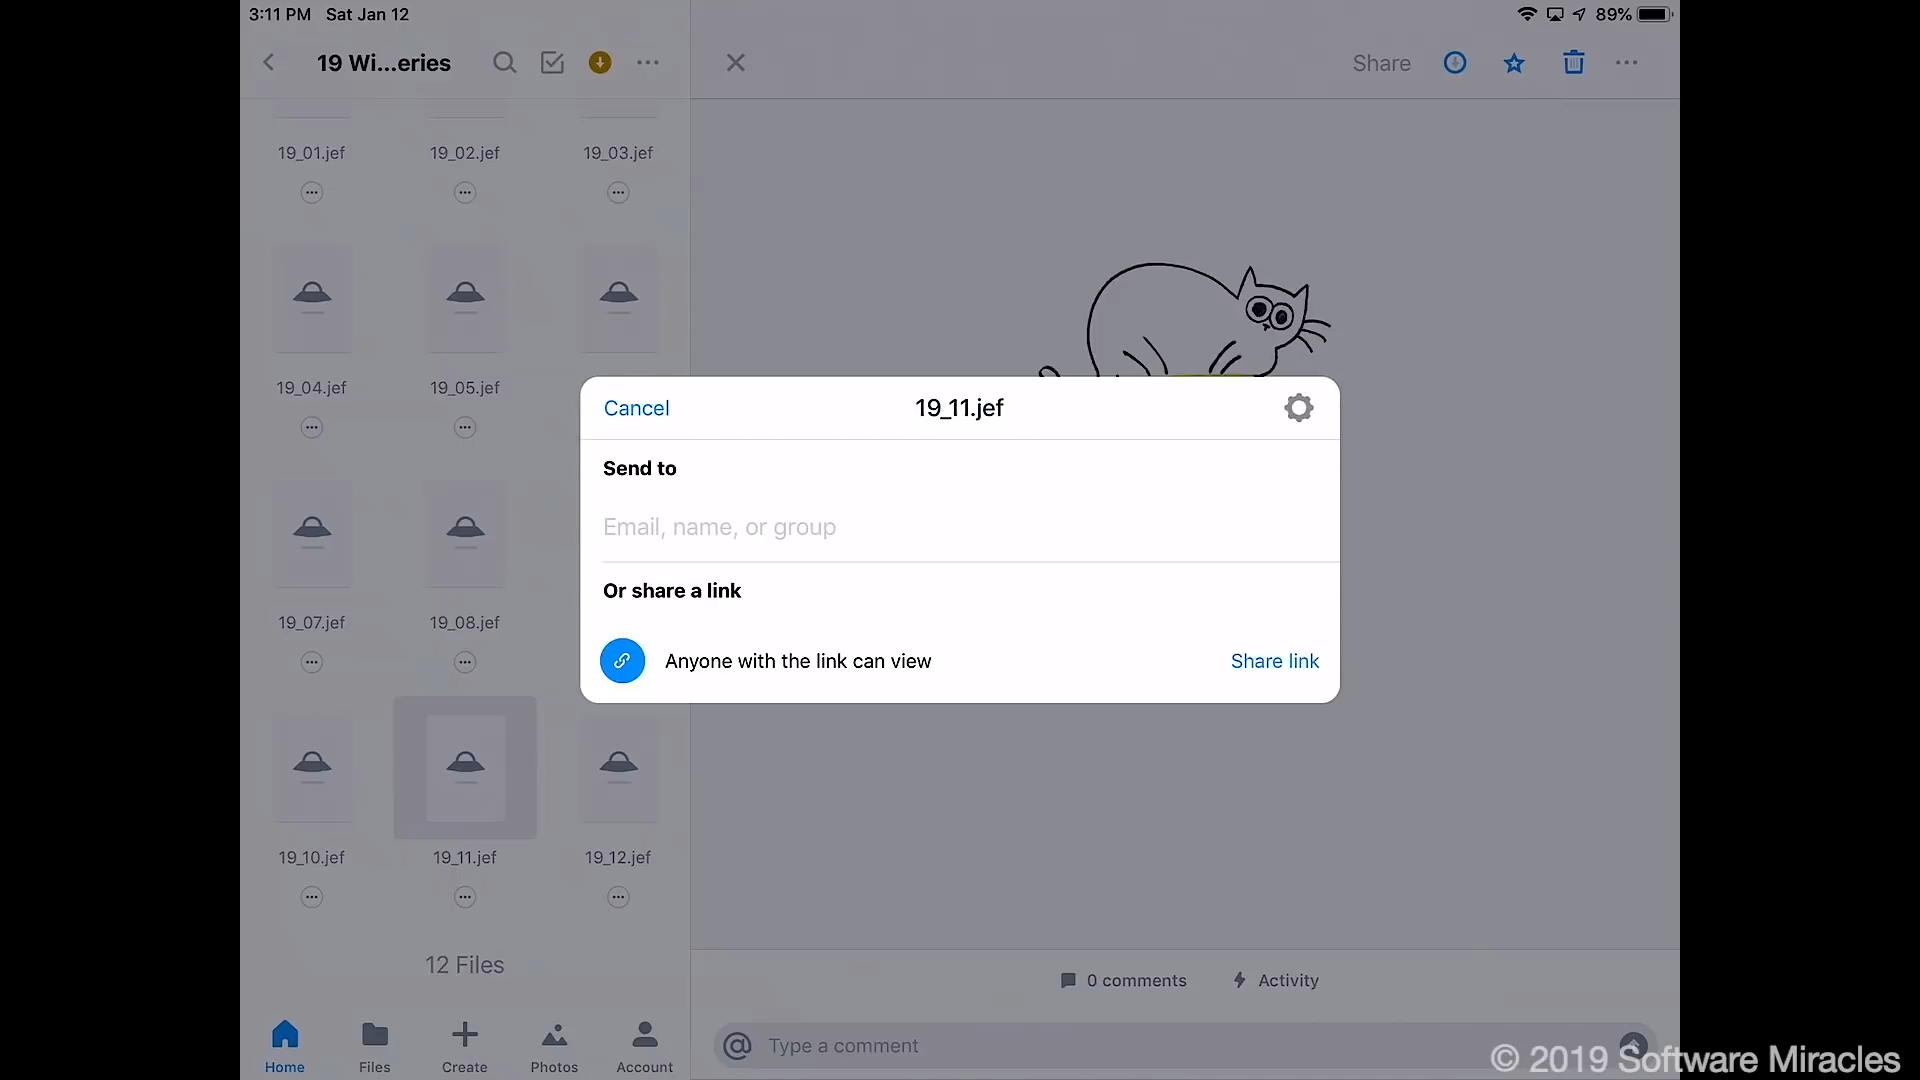 3:11 PM Sat Jan 12
89%
19 Wi...eries
Share
19_01.jef
19_02.jef
19_03.jef
19_04.jef
19_05.jef
19_07.jef
19_08.jef
19_10.jef
19_11.jef
19_12.jef
12 Files
Cancel
19_11.jef
Send to
Email, name, or group
Or share a link
Anyone with the link can view
Share link
0 comments
Activity
@ Type a comment
Home
Files
Create
Photos
Account
© 2019 Software Miracles